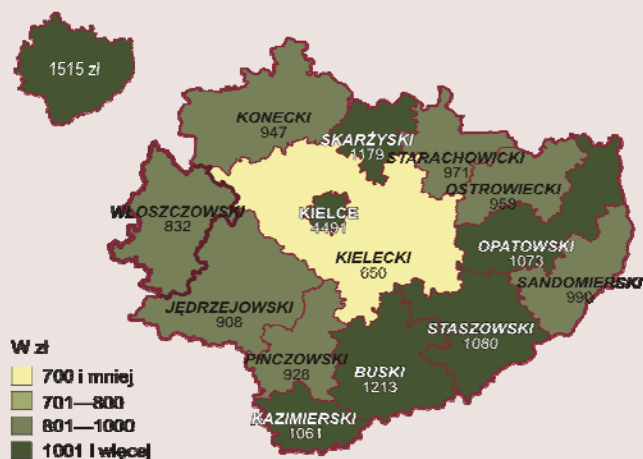 1515 zł
KONECKI
947
SKARŻYSKI
1179
STARACHOWICKI
971
OSTROWIECKI
958
WŁOSZCZOWSKI
832
KIELCE
4491
OPATOWSKI
1073
KIELECKI
650
SANDOMIERSKI
990
JĘDRZEJOWSKI
908
STASZOWSKI
1080
PIŃCZOWSKI
928
BUSKI
1213
KAZIMIERSKI
1061
W zł
700 i mniej
701—800
801—1000
1001 i więcej